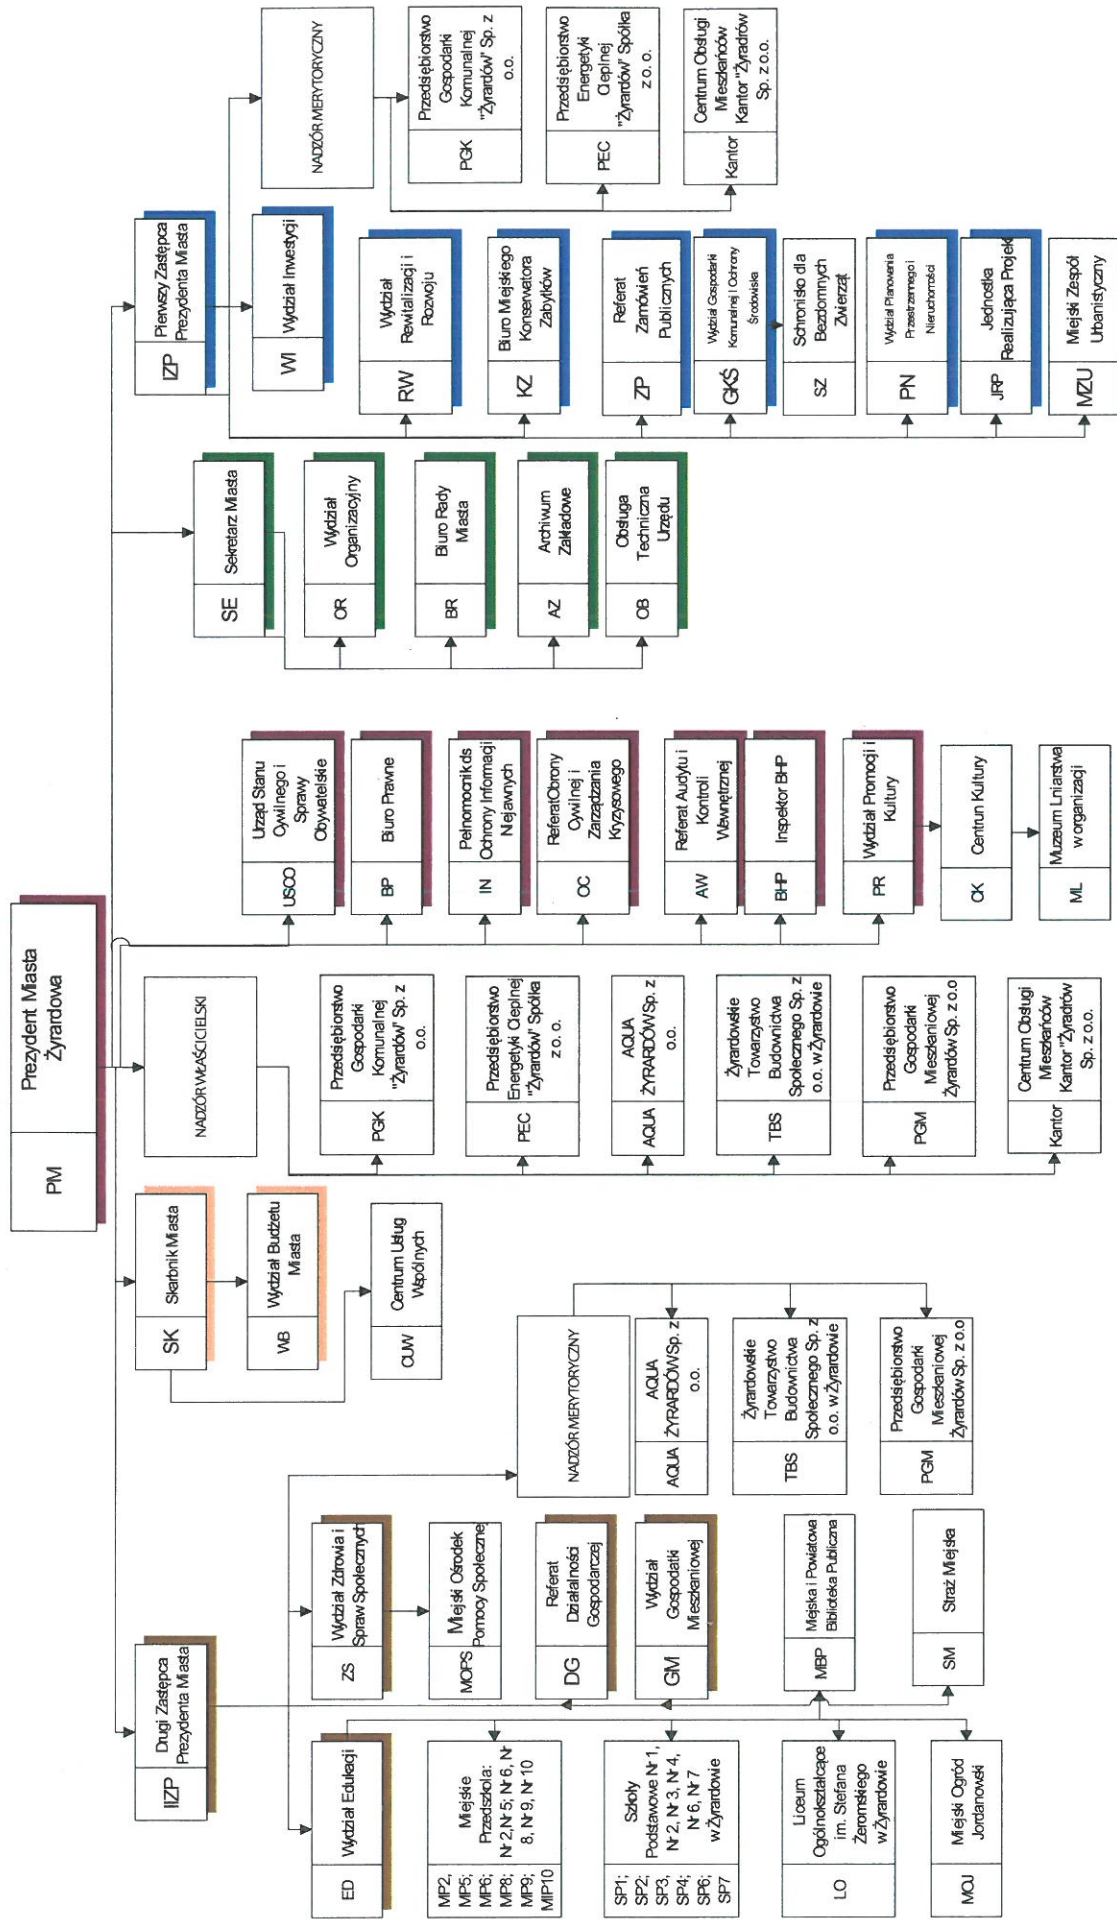 PM
Prezydent Miasta
Żyrardowa
IIZP
Drugi Zastępca
Prezydenta Miasta
ED
Wydział Edukacji
MP2,
MP5;
MP6;
MP8;
MP9;
MIP10
Miejskie
Przedszkola:
Nr 2,Nr 5; Nr 6, Nr
8, Nr 9, Nr 10
SP1;
SP2;
SP3,
SP4;
SP6;
SP7
Szkoły
Podstawowe Nr 1,
Nr 2, Nr 3, Nr 4,
Nr 6, Nr 7
w Żyrardowie
LO
Liceum
Ogólnokształcące
im. Stefana
Żeromskiego
w Żyrardowie
MOJ
Miejski Ogród
Jordanowski
ZS
Wydział Zdrowia i
Spraw Społecznych
MOPS
Miejski Ośrodek
Pomocy Społecznej
DG
Referat
Działalności
Gospodarczej
GM
Wydział
Gospodatki
Mieszkaniowej
MBP
Miejska i Powiatowa
Biblioteka Publiczna
SM
Straż Miejska
NADZÓR MERYTORYCZNY
AQUA
AQUA
ŻYRARDÓW Sp. z
o.o.
TBS
Żyrardowskie
Towarzystwo
Budownictwa
Społecznego Sp. z
o.o. w Żyrardowie
PGM
Przedsiębiorstwo
Gospodarki
Mieszkaniowej
Żyrardów Sp. z o.o
SK
Skarbnik Miasta
WB
Wydział Budżetu
Miasta
CUW
Centrum Usług
Wspólnych
NADZÓR WŁAŚCICIELSKI
PGK
Przedsiębiorstwo
Gospodarki
Komunalnej
"Żyrardów" Sp. z
o.o.
PEC
Przedsiębiorstwo
Energetyki Cieplnej
"Żyrardów" Spółka
z o. o.
AQUA
AQUA
ŻYRARDÓW Sp. z
o.o.
TBS
Żyrardowskie
Towarzystwo
Budownictwa
Społecznego Sp. z
o.o. w Żyrardowie
PGM
Przedsiębiorstwo
Gospodarki
Mieszkaniowej
Żyrardów Sp. z o.o
Kantor
Centrum Obsługi
Mieszkańców
Kantor "Żyradrów
Sp. z o.o.
USCO
Urząd Stanu
Cywilnego i
Sprawy
Obywatelskie
BP
Biuro Prawne
IN
Pełnomocnik ds
Ochrony Informacji
Niejawnych
OC
Referat Obrony
Cywilnej i
Zarządzania
Kryzysowego
AW
Referat Audytu i
Kontroli
Wewnętrznej
BHP
Inspektor BHP
PR
Wydział Promocji i
Kultury
CK
Centrum Kultury
ML
Muzeum Lniarstwa
w organizacji
SE
Sekretarz Miasta
OR
Wydział
Organizacyjny
BR
Biuro Rady
Miasta
AZ
Archiwum
Zakładowe
OB
Obsługa
Techniczna
Urzędu
IZP
Pierwszy Zastępca
Prezydenta Miasta
WI
Wydział Inwestycji
RW
Wydział
Rewitalizacji i
Rozwoju
KZ
Biuro Miejskiego
Konserwatora
Zabytków
ZP
Referat
Zamówień
Publicznych
GKŚ
Wydział Gospodarki
Komunalnej i Ochrony
Środowiska
SZ
Schronisko dla
Bezdomnych
Zwierząt
PN
Wydział Planowania
Przestrzennego i
Nieruchomości
JRP
Jednostka
Realizująca Projekt
MZU
Miejski Zespół
Urbanistyczny
NADZÓR MERYTORYCZNY
PGK
Przedsiębiorstwo
Gospodarki
Komunalnej
"Żyrardów" Sp. z
o.o.
PEC
Przedsiębiorstwo
Energetyki
Cieplnej
"Żyrardów" Spółka
z o. o.
Kantor
Centrum Obsługi
Mieszkańców
Kantor "Żyradrów
Sp. z o.o.